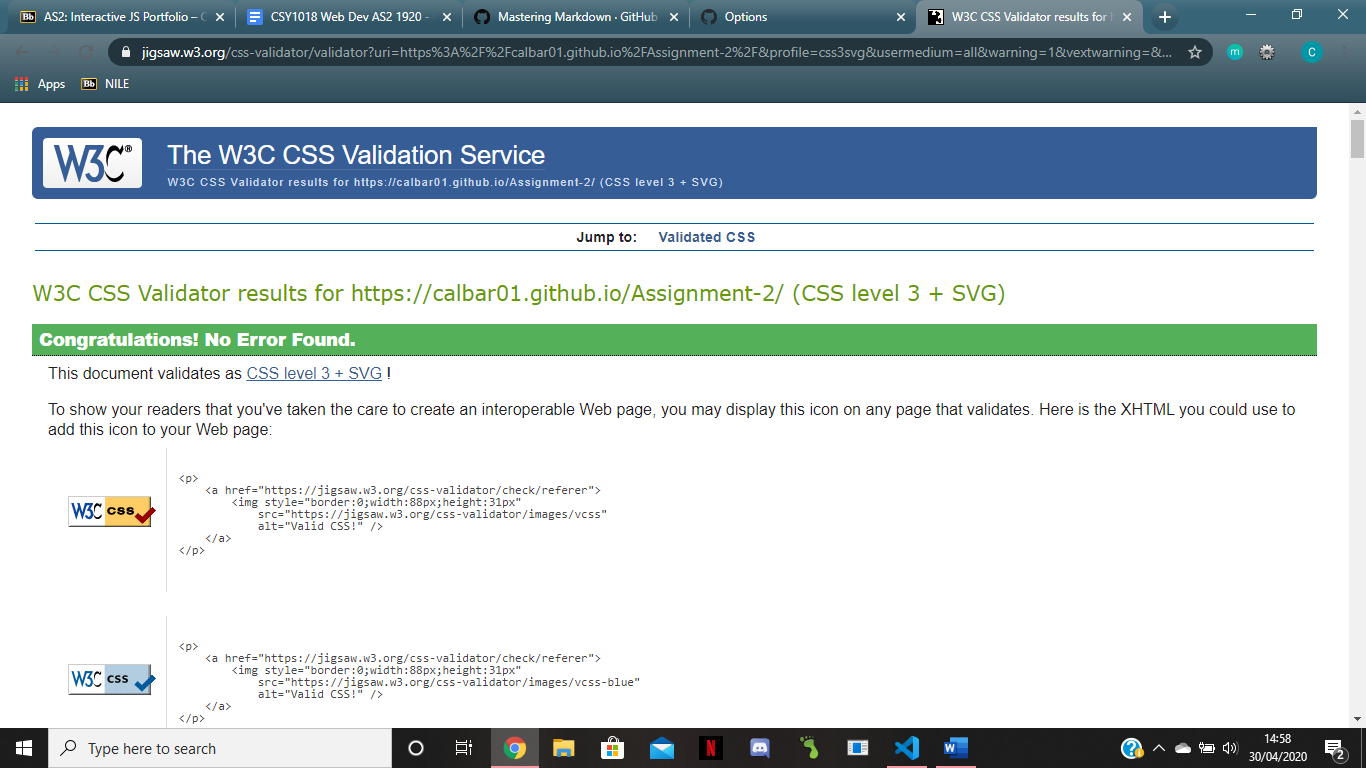 AS2: Interactive JS Portfolio – C
CSY1018 Web Dev AS2 1920 -
Mastering Markdown · GitHub
Options
W3C CSS Validator results for h
jigsaw.w3.org/css-validator/validator?uri=https%3A%2F%2Fcalbar01.github.io%2FAssignment-2%2F&profile=css3svg&usermedium=all&warning=1&vextwarning=&...
Apps
Bb NILE
W3C®
The W3C CSS Validation Service
W3C CSS Validator results for https://calbar01.github.io/Assignment-2/ (CSS level 3 + SVG)
Jump to: Validated CSS
W3C CSS Validator results for https://calbar01.github.io/Assignment-2/ (CSS level 3 + SVG)
Congratulations! No Error Found.
This document validates as CSS level 3 + SVG !
To show your readers that you've taken the care to create an interoperable Web page, you may display this icon on any page that validates. Here is the XHTML you could use to
add this icon to your Web page:
<p>
<a href="https://jigsaw.w3.org/css-validator/check/referer">
<img style="border:0;width:88px;height:31px"
W3C css
src="https://jigsaw.w3.org/css-validator/images/vcss"
alt="Valid CSS!" />
</a>
</p>
<p>
<a href="https://jigsaw.w3.org/css-validator/check/referer">
<img style="border:0;width:88px;height:31px"
W3C css
src="https://jigsaw.w3.org/css-validator/images/vcss-blue"
alt="Valid CSS!" />
</a>
</p>
Type here to search
14:58
30/04/2020
2